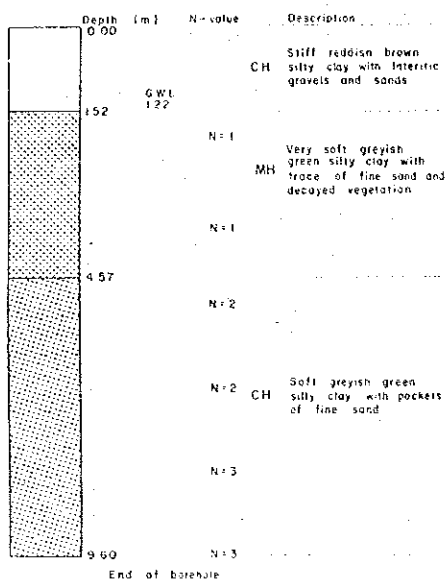 Depth [m] N-value Description
0.00
CH Stiff reddish brown
silty clay with lateritic
gravels and sands
GWL
1.22
1.52
N=1
MH Very soft greyish
green silty clay with
trace of fine sand and
decayed vegetation
N=1
4.57
N=2
N=2
CH Soft greyish green
silty clay with pockets
of fine sand
N=3
9.60 N=3
End of borehole